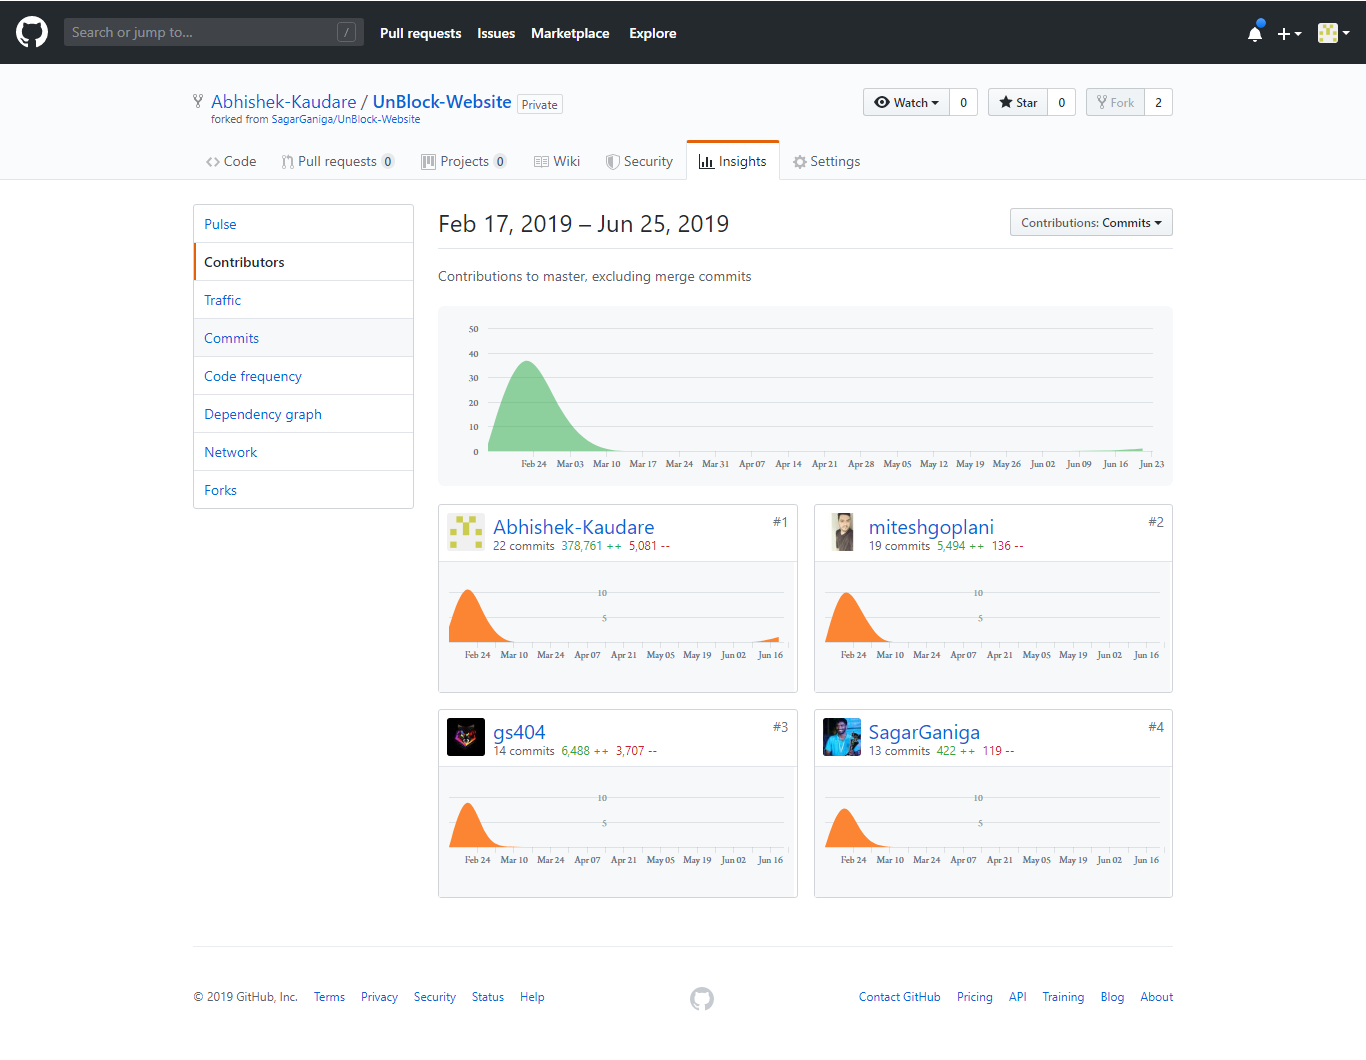 Search or jump to... / Pull requests Issues Marketplace Explore
Abhishek-Kaudare / UnBlock-Website Private
forked from SagarGaniga/UnBlock-Website
Watch 0 Star 0 Fork 2
Code Pull requests 0 Projects 0 Wiki Security Insights Settings
Pulse
Contributors
Traffic
Commits
Code frequency
Dependency graph
Network
Forks
Feb 17, 2019 – Jun 25, 2019
Contributions: Commits
Contributions to master, excluding merge commits
50
40
30
20
10
0
Feb 24 Mar 03 Mar 10 Mar 17 Mar 24 Mar 31 Apr 07 Apr 14 Apr 21 Apr 28 May 05 May 12 May 19 May 26 Jun 02 Jun 09 Jun 16 Jun 23
Abhishek-Kaudare #1
22 commits 378,761 ++ 5,081 --
10
5
Feb 24 Mar 10 Mar 24 Apr 07 Apr 21 May 05 May 19 Jun 02 Jun 16
miteshgoplani #2
19 commits 5,494 ++ 136 --
10
5
Feb 24 Mar 10 Mar 24 Apr 07 Apr 21 May 05 May 19 Jun 02 Jun 16
gs404 #3
14 commits 6,488 ++ 3,707 --
10
5
Feb 24 Mar 10 Mar 24 Apr 07 Apr 21 May 05 May 19 Jun 02 Jun 16
SagarGaniga #4
13 commits 422 ++ 119 --
10
5
Feb 24 Mar 10 Mar 24 Apr 07 Apr 21 May 05 May 19 Jun 02 Jun 16
© 2019 GitHub, Inc. Terms Privacy Security Status Help
Contact GitHub Pricing API Training Blog About